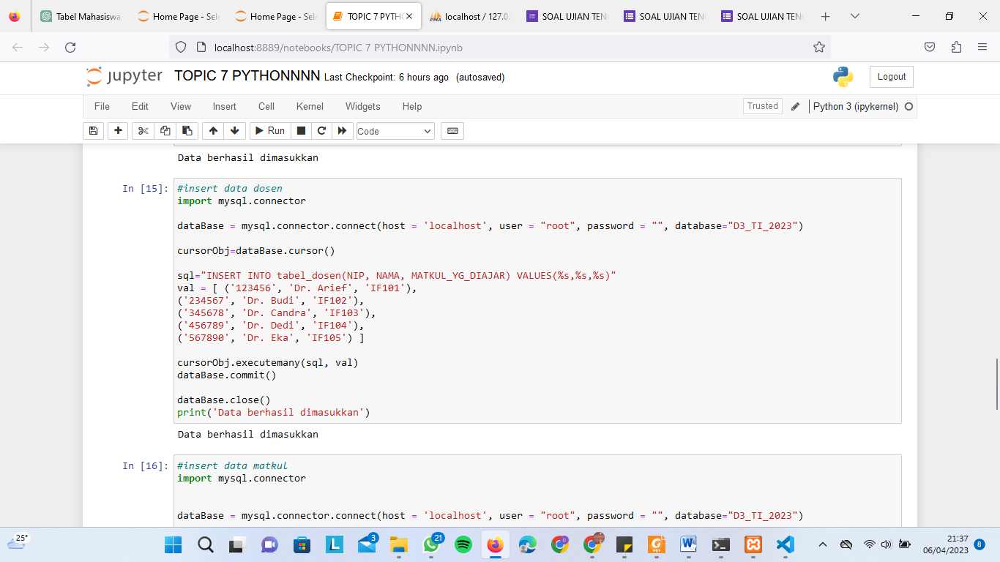 Tabel Mahasiswa,
Home Page - Sele
Home Page - Sele
TOPIC 7 PYTHO
localhost / 127.0.
SOAL UJIAN TEN
SOAL UJIAN TEN
SOAL UJIAN TEN
localhost:8889/notebooks/TOPIC 7 PYTHONNNN.ipynb
jupyter TOPIC 7 PYTHONNNN Last Checkpoint: 6 hours ago (autosaved)
Logout
File Edit View Insert Cell Kernel Widgets Help
Trusted
Python 3 (ipykernel)
Run
Code
Data berhasil dimasukkan
In [15]:
#insert data dosen
import mysql.connector
dataBase = mysql.connector.connect(host = 'localhost', user = "root", password = "", database="D3_TI_2023")
cursorObj=dataBase.cursor()
sql="INSERT INTO tabel_dosen(NIP, NAMA, MATKUL_YG_DIAJAR) VALUES(%s,%s,%s)"
val = [ ('123456', 'Dr. Arief', 'IF101'),
('234567', 'Dr. Budi', 'IF102'),
('345678', 'Dr. Candra', 'IF103'),
('456789', 'Dr. Dedi', 'IF104'),
('567890', 'Dr. Eka', 'IF105') ]
cursorObj.executemany(sql, val)
dataBase.commit()
dataBase.close()
print('Data berhasil dimasukkan')
Data berhasil dimasukkan
In [16]:
#insert data matkul
import mysql.connector
dataBase = mysql.connector.connect(host = 'localhost', user = "root", password = "", database="D3_TI_2023")
25°
3
21
21:37
06/04/2023
8